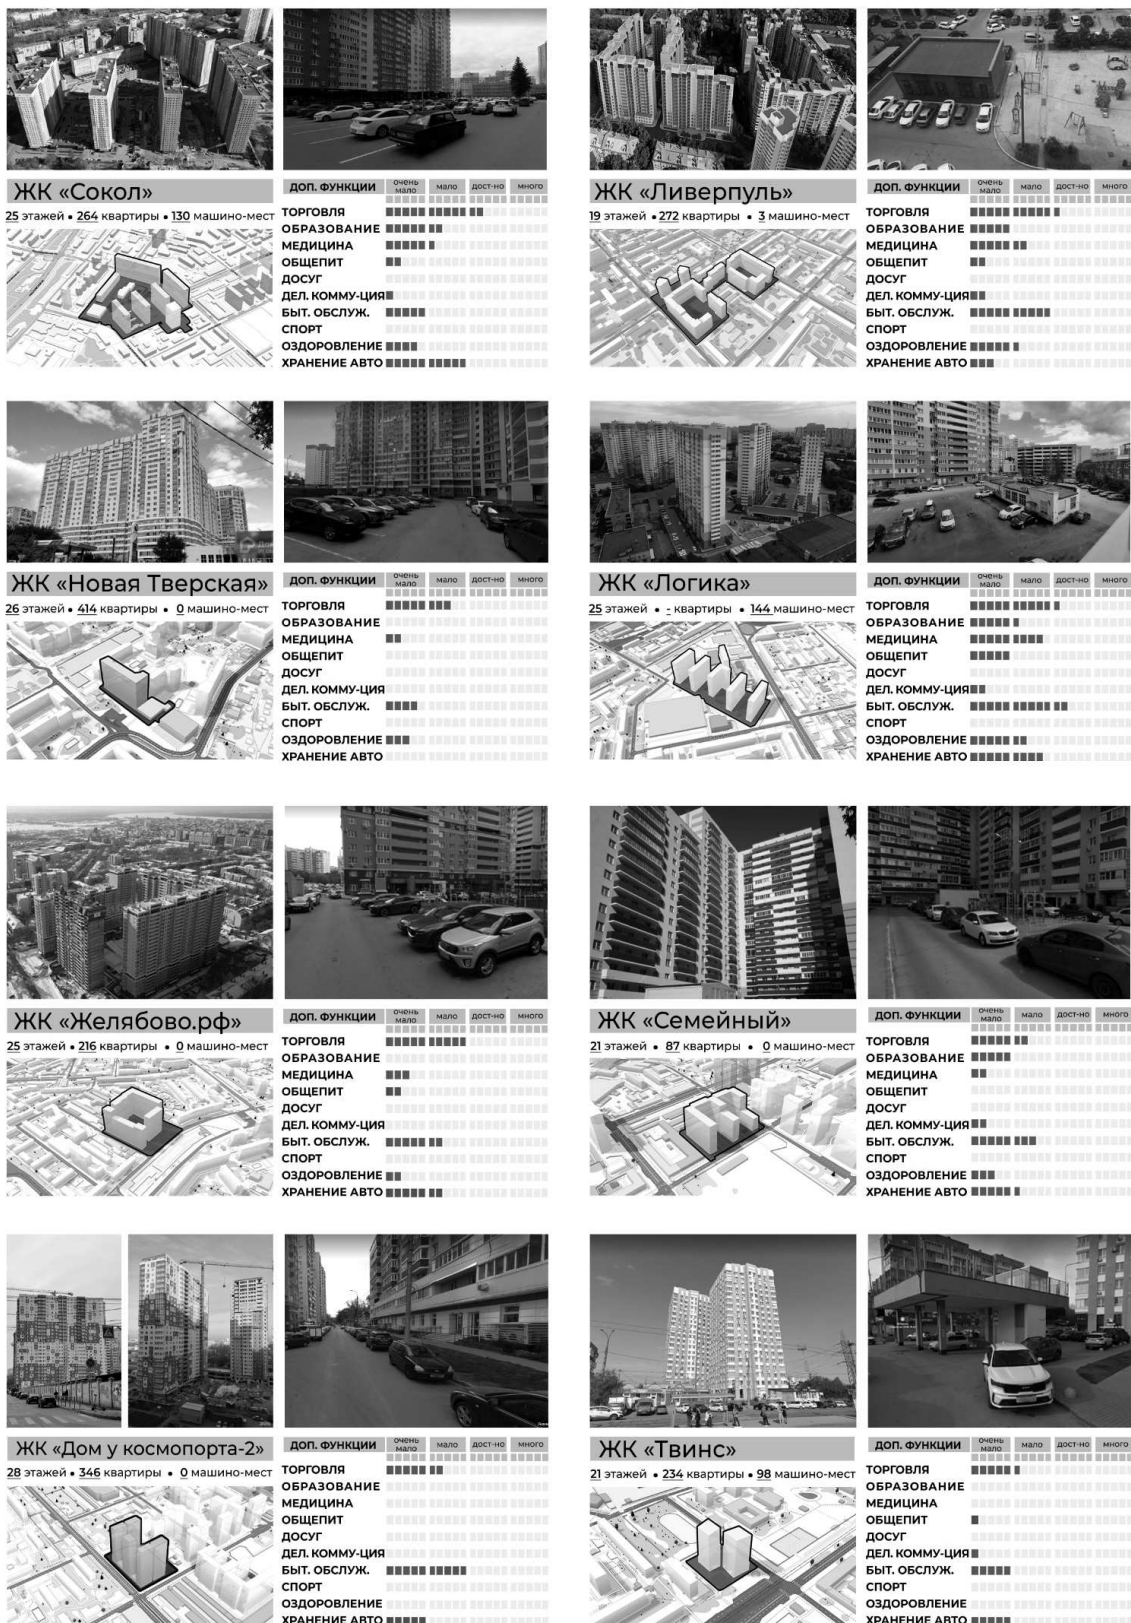 ЖК «Сокол»
25 этажей • 264 квартиры • 130 машино-мест
ДОП. ФУНКЦИИ очень мало мало дост-но много
ТОРГОВЛЯ
ОБРАЗОВАНИЕ
МЕДИЦИНА
ОБЩЕПИТ
ДОСУГ
ДЕЛ. КОММУ-ЦИЯ
БЫТ. ОБСЛУЖ.
СПОРТ
ОЗДОРОВЛЕНИЕ
ХРАНЕНИЕ АВТО
ЖК «Ливерпуль»
19 этажей • 272 квартиры • 3 машино-мест
ДОП. ФУНКЦИИ очень мало мало дост-но много
ТОРГОВЛЯ
ОБРАЗОВАНИЕ
МЕДИЦИНА
ОБЩЕПИТ
ДОСУГ
ДЕЛ. КОММУ-ЦИЯ
БЫТ. ОБСЛУЖ.
СПОРТ
ОЗДОРОВЛЕНИЕ
ХРАНЕНИЕ АВТО
ЖК «Новая Тверская»
26 этажей • 414 квартиры • 0 машино-мест
ДОП. ФУНКЦИИ очень мало мало дост-но много
ТОРГОВЛЯ
ОБРАЗОВАНИЕ
МЕДИЦИНА
ОБЩЕПИТ
ДОСУГ
ДЕЛ. КОММУ-ЦИЯ
БЫТ. ОБСЛУЖ.
СПОРТ
ОЗДОРОВЛЕНИЕ
ХРАНЕНИЕ АВТО
ЖК «Логика»
25 этажей • - квартиры • 144 машино-мест
ДОП. ФУНКЦИИ очень мало мало дост-но много
ТОРГОВЛЯ
ОБРАЗОВАНИЕ
МЕДИЦИНА
ОБЩЕПИТ
ДОСУГ
ДЕЛ. КОММУ-ЦИЯ
БЫТ. ОБСЛУЖ.
СПОРТ
ОЗДОРОВЛЕНИЕ
ХРАНЕНИЕ АВТО
ЖК «Желябово.рф»
25 этажей • 216 квартиры • 0 машино-мест
ДОП. ФУНКЦИИ очень мало мало дост-но много
ТОРГОВЛЯ
ОБРАЗОВАНИЕ
МЕДИЦИНА
ОБЩЕПИТ
ДОСУГ
ДЕЛ. КОММУ-ЦИЯ
БЫТ. ОБСЛУЖ.
СПОРТ
ОЗДОРОВЛЕНИЕ
ХРАНЕНИЕ АВТО
ЖК «Семейный»
21 этажей • 87 квартиры • 0 машино-мест
ДОП. ФУНКЦИИ очень мало мало дост-но много
ТОРГОВЛЯ
ОБРАЗОВАНИЕ
МЕДИЦИНА
ОБЩЕПИТ
ДОСУГ
ДЕЛ. КОММУ-ЦИЯ
БЫТ. ОБСЛУЖ.
СПОРТ
ОЗДОРОВЛЕНИЕ
ХРАНЕНИЕ АВТО
ЖК «Дом у космопорта-2»
28 этажей • 346 квартиры • 0 машино-мест
ДОП. ФУНКЦИИ очень мало мало дост-но много
ТОРГОВЛЯ
ОБРАЗОВАНИЕ
МЕДИЦИНА
ОБЩЕПИТ
ДОСУГ
ДЕЛ. КОММУ-ЦИЯ
БЫТ. ОБСЛУЖ.
СПОРТ
ОЗДОРОВЛЕНИЕ
ХРАНЕНИЕ АВТО
ЖК «Твинс»
21 этажей • 234 квартиры • 98 машино-мест
ДОП. ФУНКЦИИ очень мало мало дост-но много
ТОРГОВЛЯ
ОБРАЗОВАНИЕ
МЕДИЦИНА
ОБЩЕПИТ
ДОСУГ
ДЕЛ. КОММУ-ЦИЯ
БЫТ. ОБСЛУЖ.
СПОРТ
ОЗДОРОВЛЕНИЕ
ХРАНЕНИЕ АВТО